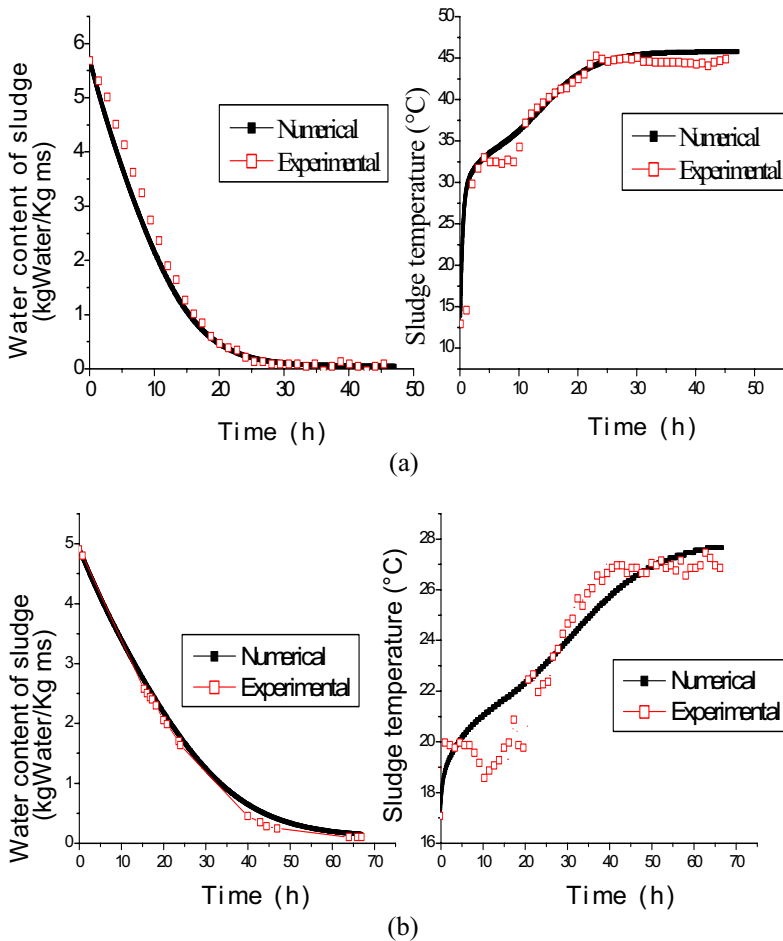 Water content of sludge
(kgWater/Kg ms)
6
5
4
3
2
1
0
Numerical
Experimental
0 10 20 30 40 50
Time (h)
Sludge temperature (°C)
45
40
35
30
25
20
15
10
Numerical
Experimental
0 10 20 30 40 50
Time (h)
(a)
Water content of sludge
(kgWater/Kg ms)
5
4
3
2
1
0
Numerical
Experimental
0 10 20 30 40 50 60 70
Time (h)
Sludge temperature (°C)
28
26
24
22
20
18
16
Numerical
Experimental
0 10 20 30 40 50 60 70
Time (h)
(b)